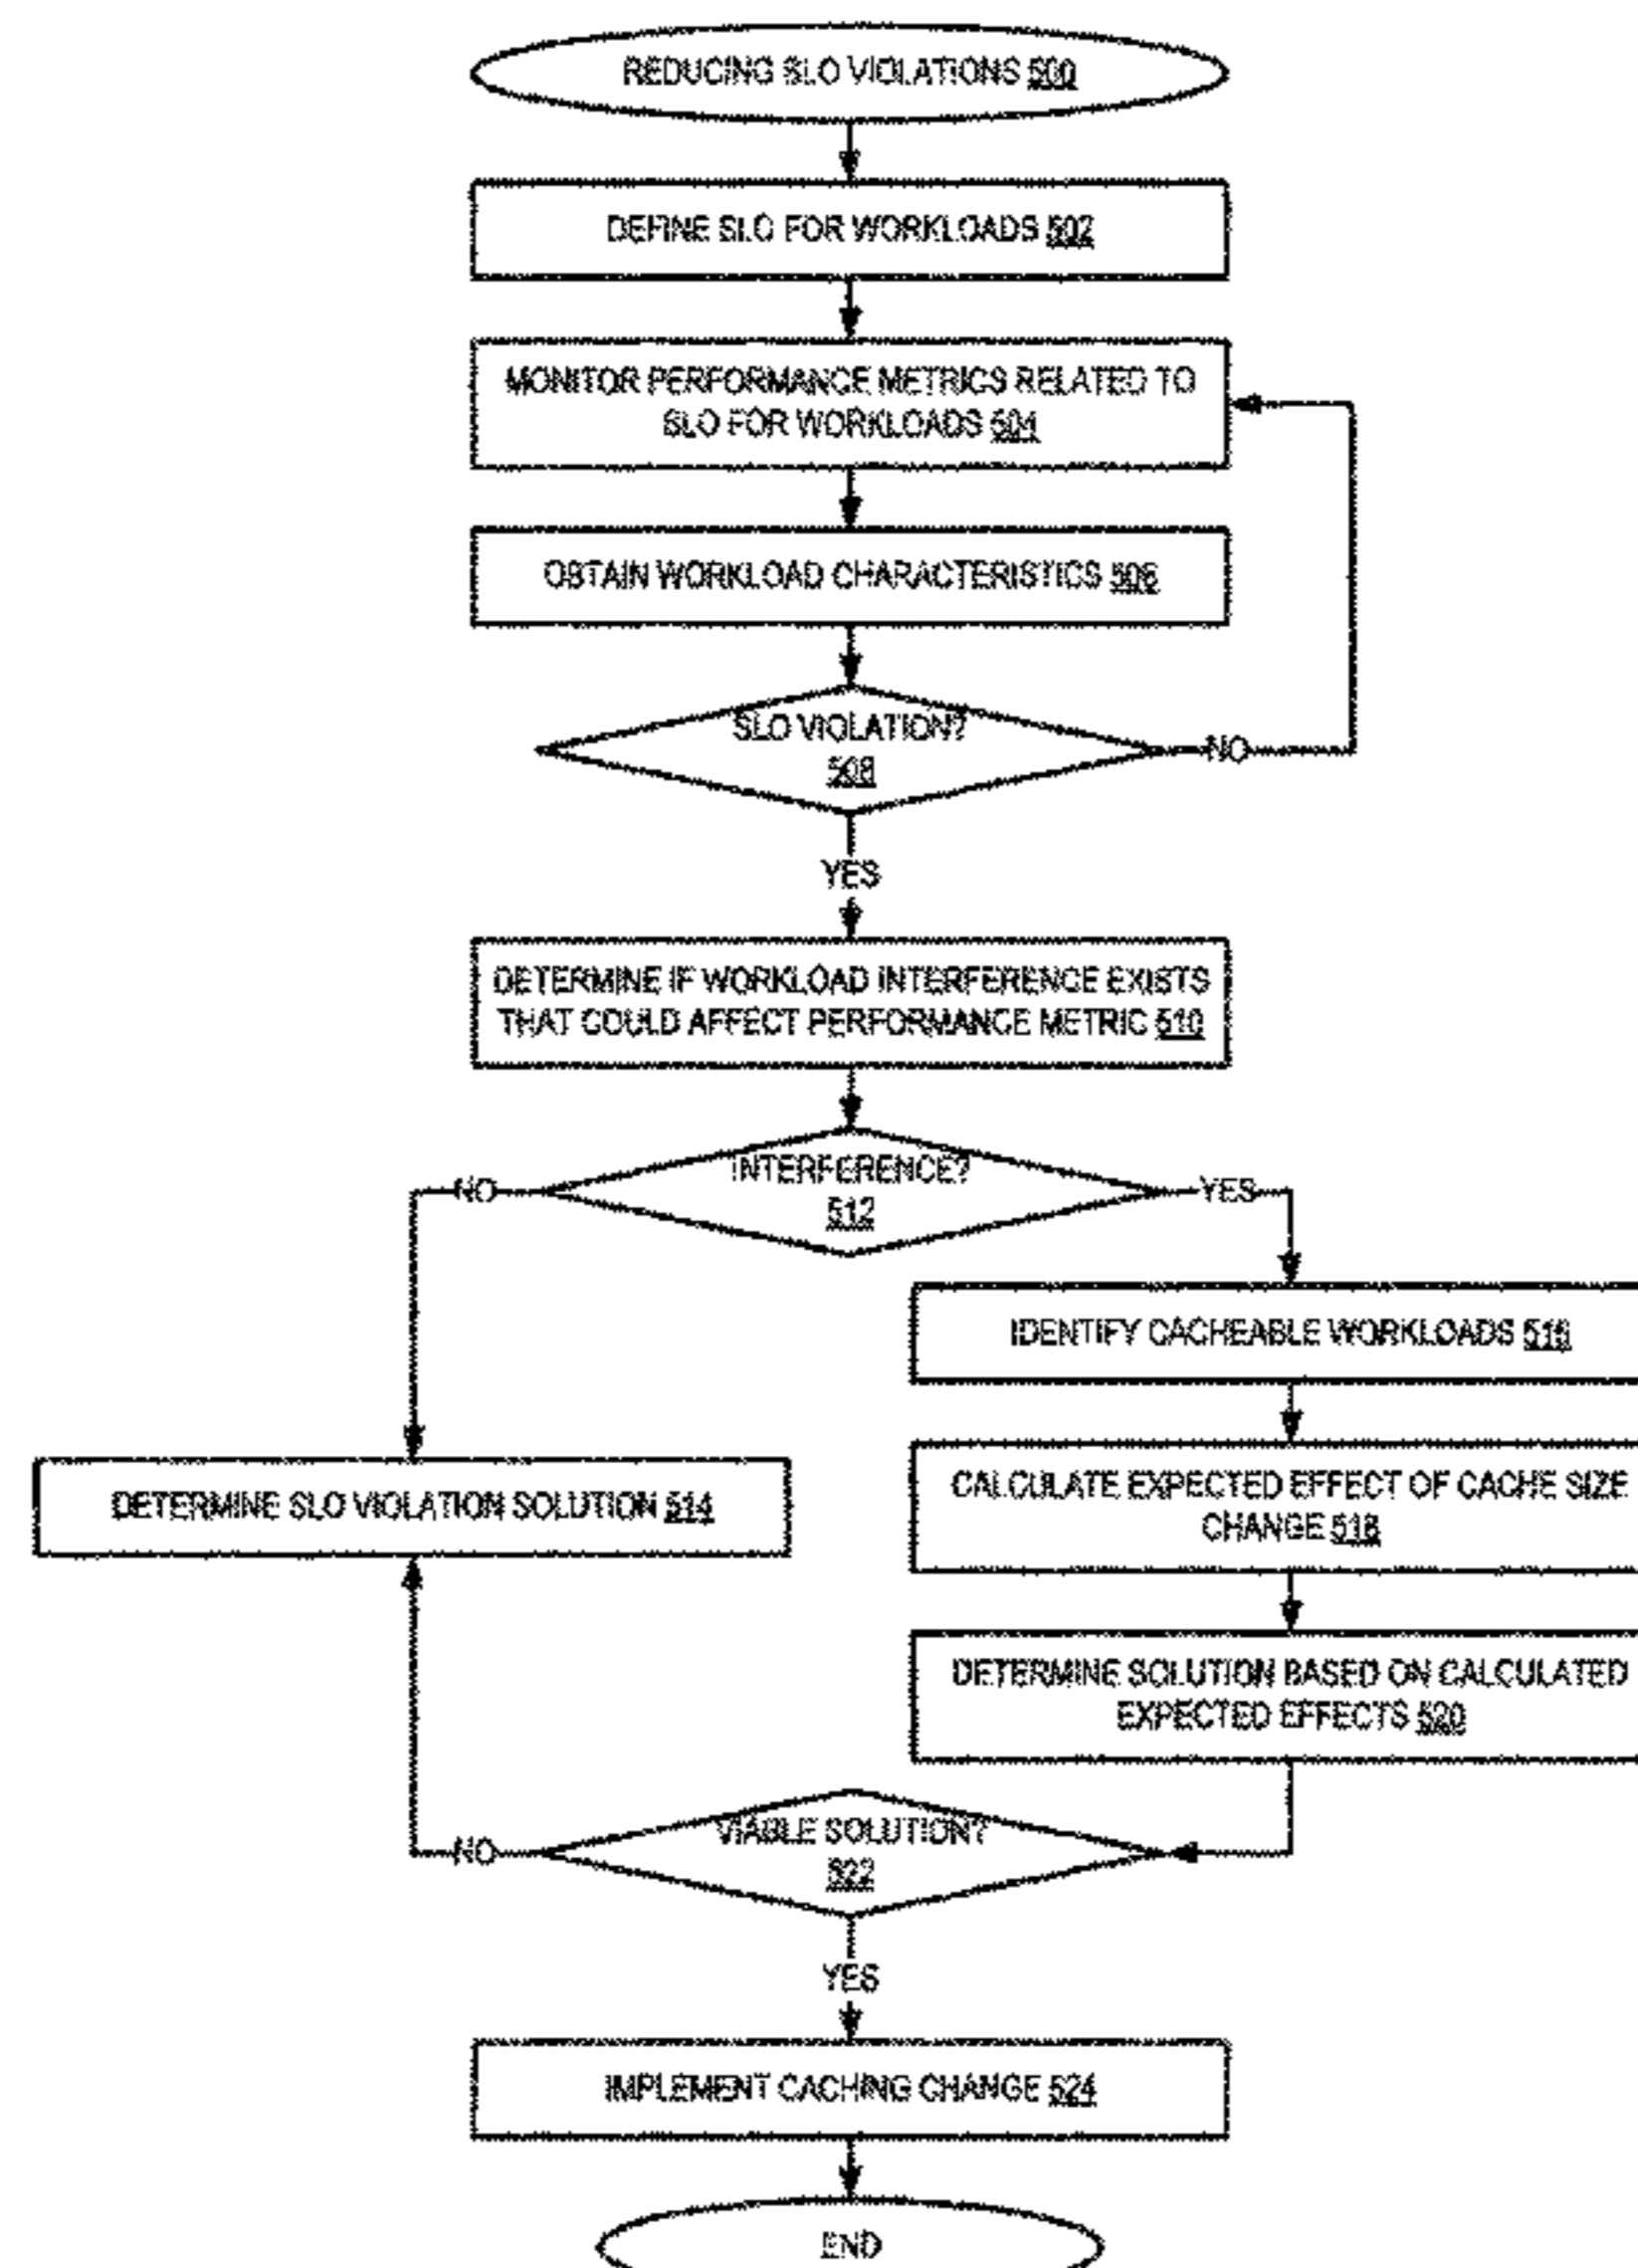 REDUCING SLO VIOLATIONS 500
DEFINE SLO FOR WORKLOADS 502
MONITOR PERFORMANCE METRICS RELATED TO
SLO FOR WORKLOADS 504
OBTAIN WORKLOAD CHARACTERISTICS 506
SLO VIOLATION?
508
NO
YES
DETERMINE IF WORKLOAD INTERFERENCE EXISTS
THAT COULD AFFECT PERFORMANCE METRIC 510
INTERFERENCE?
512
NO
YES
IDENTIFY CACHEABLE WORKLOADS 516
DETERMINE SLO VIOLATION SOLUTION 514
CALCULATE EXPECTED EFFECT OF CACHE SIZE
CHANGE 518
DETERMINE SOLUTION BASED ON CALCULATED
EXPECTED EFFECTS 520
VIABLE SOLUTION?
522
NO
YES
IMPLEMENT CACHING CHANGE 524
END